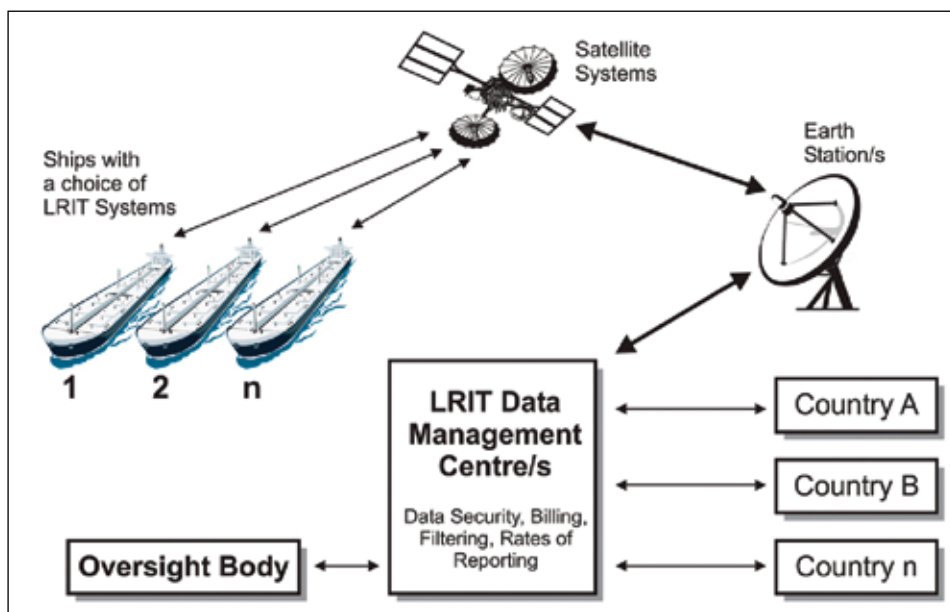 Satellite
Systems
Earth
Station/s
Ships with
a choice of
LRIT Systems
1 2 n
LRIT Data
Management
Centre/s
Data Security, Billing,
Filtering, Rates of
Reporting
Country A
Country B
Country n
Oversight Body